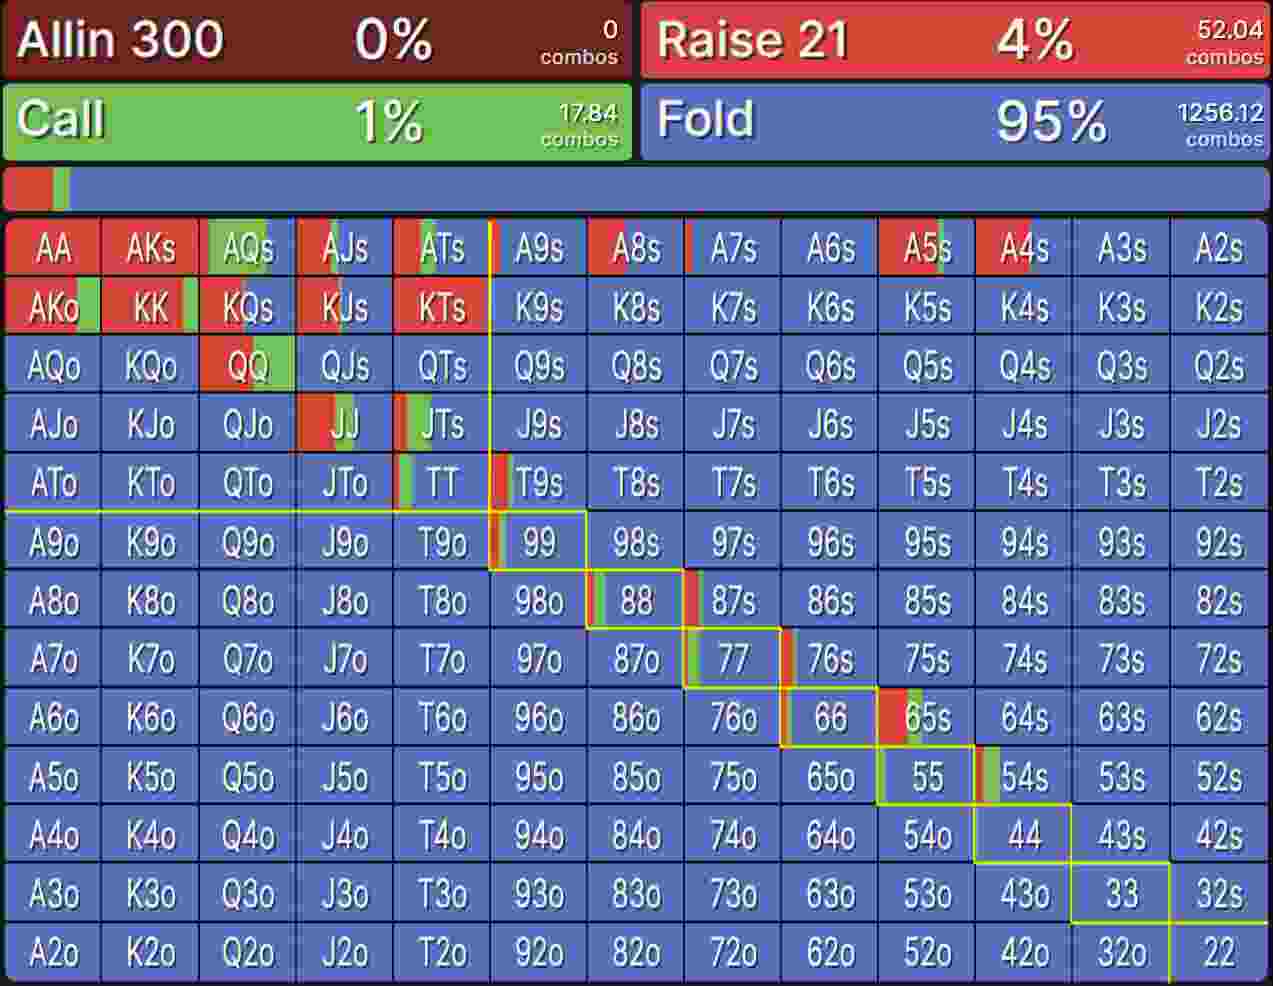 Allin 300 0% 0 combos Raise 21 4% 52.04 combos
Call 1% 17.84 combos Fold 95% 1256.12 combos
AA AKs AQs AJs ATs A9s A8s A7s A6s A5s A4s A3s A2s
AKo KK KQs KJs KTs K9s K8s K7s K6s K5s K4s K3s K2s
AQo KQo QQ QJs QTs Q9s Q8s Q7s Q6s Q5s Q4s Q3s Q2s
AJo KJo QJo JJ JTs J9s J8s J7s J6s J5s J4s J3s J2s
ATo KTo QTo JTo TT T9s T8s T7s T6s T5s T4s T3s T2s
A9o K9o Q9o J9o T9o 99 98s 97s 96s 95s 94s 93s 92s
A8o K8o Q8o J8o T8o 98o 88 87s 86s 85s 84s 83s 82s
A7o K7o Q7o J7o T7o 97o 87o 77 76s 75s 74s 73s 72s
A6o K6o Q6o J6o T6o 96o 86o 76o 66 65s 64s 63s 62s
A5o K5o Q5o J5o T5o 95o 85o 75o 65o 55 54s 53s 52s
A4o K4o Q4o J4o T4o 94o 84o 74o 64o 54o 44 43s 42s
A3o K3o Q3o J3o T3o 93o 83o 73o 63o 53o 43o 33 32s
A2o K2o Q2o J2o T2o 92o 82o 72o 62o 52o 42o 32o 22